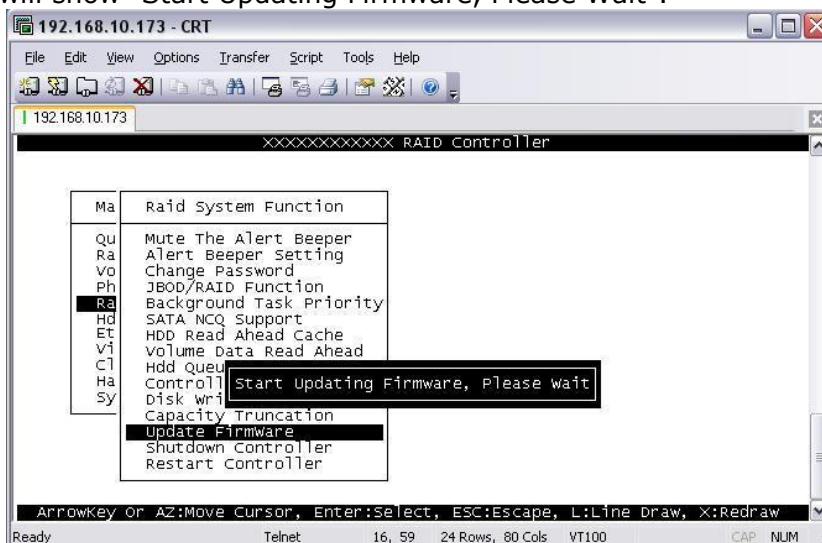 will show "Start Updating Firmware, Please Wait".
192.168.10.173 - CRT
File Edit View Options Transfer Script Tools Help
192.168.10.173
XXXXXXXXXXXX RAID Controller
Ma
Raid System Function
Qu
Mute The Alert Beeper
Ra
Alert Beeper Setting
Vo
Change Password
Ph
JBOD/RAID Function
Ra
Background Task Priority
Hd
SATA NCQ Support
Et
HDD Read Ahead Cache
Vi
Volume Data Read Ahead
Cl
Hdd Queu
Ha
Controll
Start Updating Firmware, Please Wait
Sy
Disk Wri
Capacity Truncation
Update FirmWare
Shutdown Controller
Restart Controller
ArrowKey Or AZ:Move Cursor, Enter:Select, ESC:Escape, L:Line Draw, X:Redraw
Ready Telnet 16, 59 24 Rows, 80 Cols VT100 CAP NUM